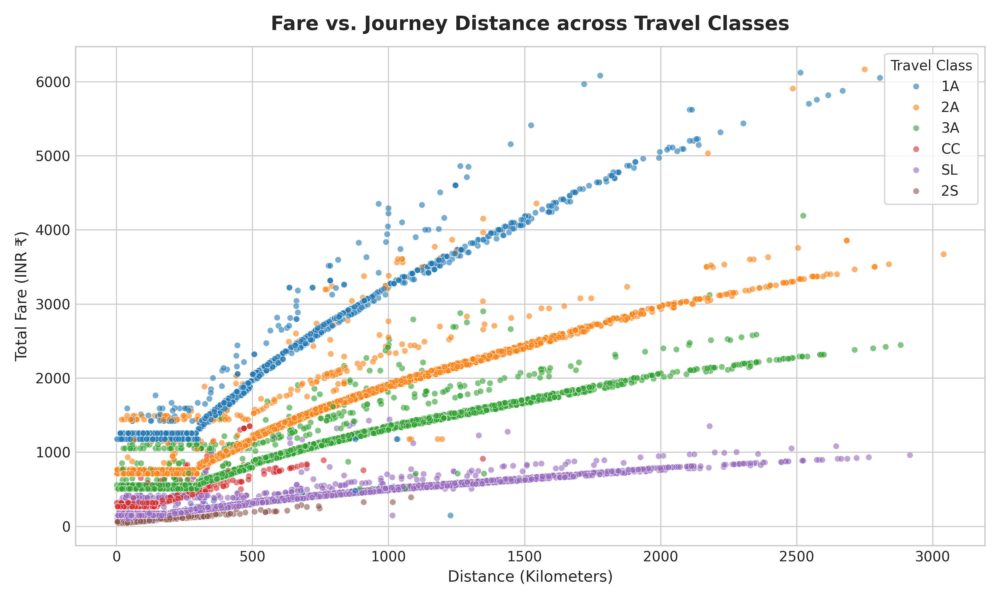 Fare vs. Journey Distance across Travel Classes
Total Fare (INR ₹)
6000
5000
4000
3000
2000
1000
0
0 500 1000 1500 2000 2500 3000
Distance (Kilometers)
Travel Class
1A
2A
3A
CC
SL
2S